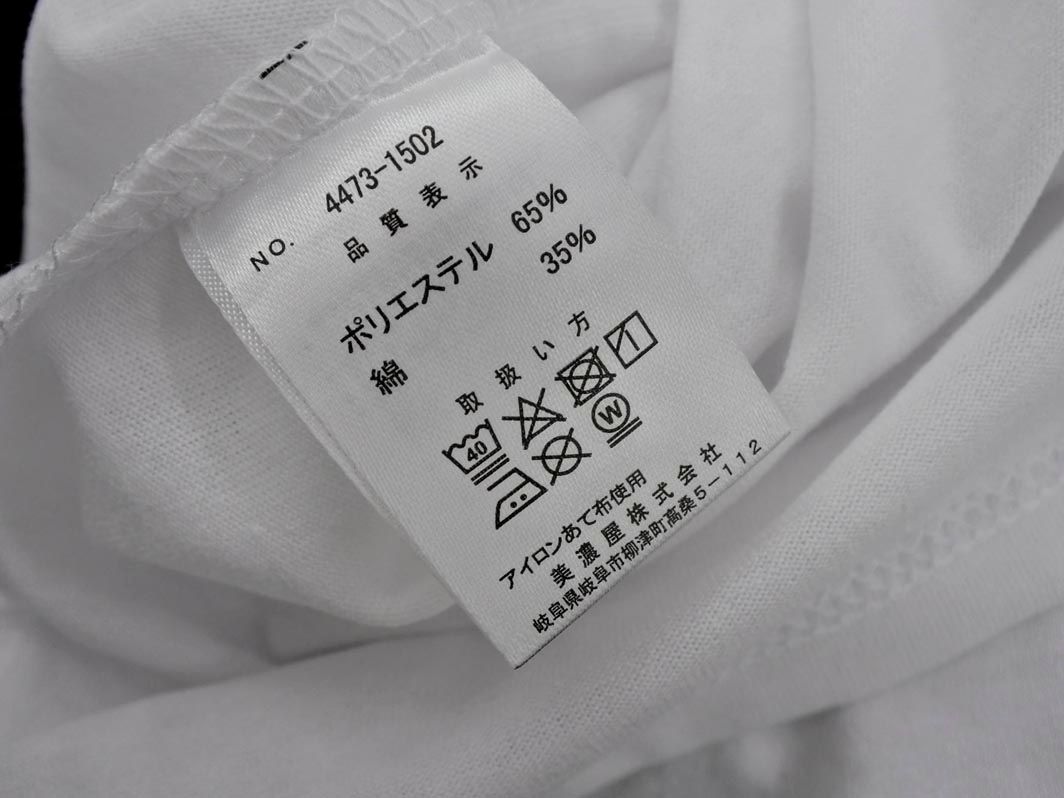 NO. 4473-1502
品質表示
ポリエステル 65%
綿 35%
取扱い方
40
W
アイロンあて布使用
美濃屋株式会社
岐阜県岐阜市柳津町高桑5-112